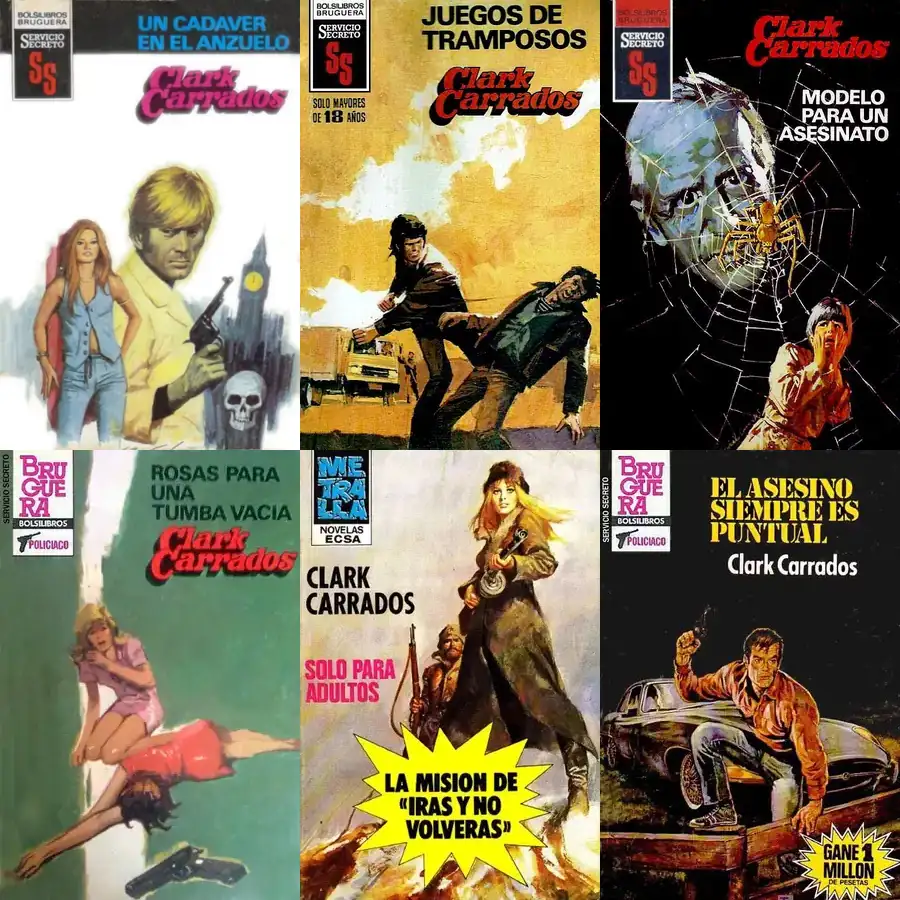 BOLSILIBROS
BRUGUERA
SERVICIO
SECRETO
SS
UN CADAVER
EN EL ANZUELO
Clark
Carrados
BOLSILIBROS
BRUGUERA
SERVICIO
SECRETO
SS
SOLO MAYORES
DE 18 AÑOS
JUEGOS DE
TRAMPOSOS
Clark
Carrados
BOLSILIBROS
BRUGUERA
SERVICIO
SECRETO
SS
Clark
Carrados
MODELO
PARA UN
ASESINATO
SERVICIO SECRETO
BRU
GUE
RA
BOLSILIBROS
POLICIACO
ROSAS PARA
UNA
TUMBA VACIA
Clark
Carrados
ME
TRA
LLA
NOVELAS
ECSA
CLARK
CARRADOS
SOLO PARA
ADULTOS
LA MISION DE
«IRAS Y NO
VOLVERAS»
SERVICIO SECRETO
BRU
GUE
RA
BOLSILIBROS
POLICIACO
EL ASESINO
SIEMPRE ES
PUNTUAL
Clark Carrados
GANE 1
MILLON
DE PESETAS